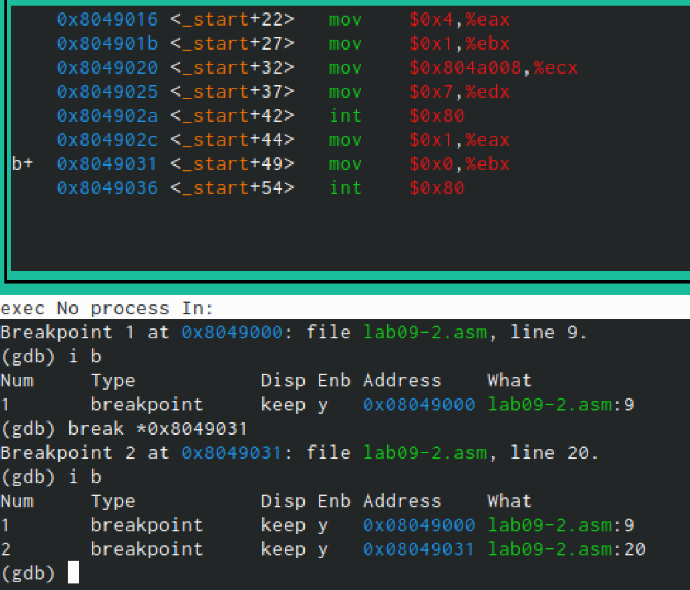 0x8049016 <_start+22> mov $0x4,%eax
0x804901b <_start+27> mov $0x1,%ebx
0x8049020 <_start+32> mov $0x804a008,%ecx
0x8049025 <_start+37> mov $0x7,%edx
0x804902a <_start+42> int $0x80
0x804902c <_start+44> mov $0x1,%eax
b+ 0x8049031 <_start+49> mov $0x0,%ebx
0x8049036 <_start+54> int $0x80
exec No process In:
Breakpoint 1 at 0x8049000: file lab09-2.asm, line 9.
(gdb) i b
Num Type Disp Enb Address What
1 breakpoint keep y 0x08049000 lab09-2.asm:9
(gdb) break *0x8049031
Breakpoint 2 at 0x8049031: file lab09-2.asm, line 20.
(gdb) i b
Num Type Disp Enb Address What
1 breakpoint keep y 0x08049000 lab09-2.asm:9
2 breakpoint keep y 0x08049031 lab09-2.asm:20
(gdb)